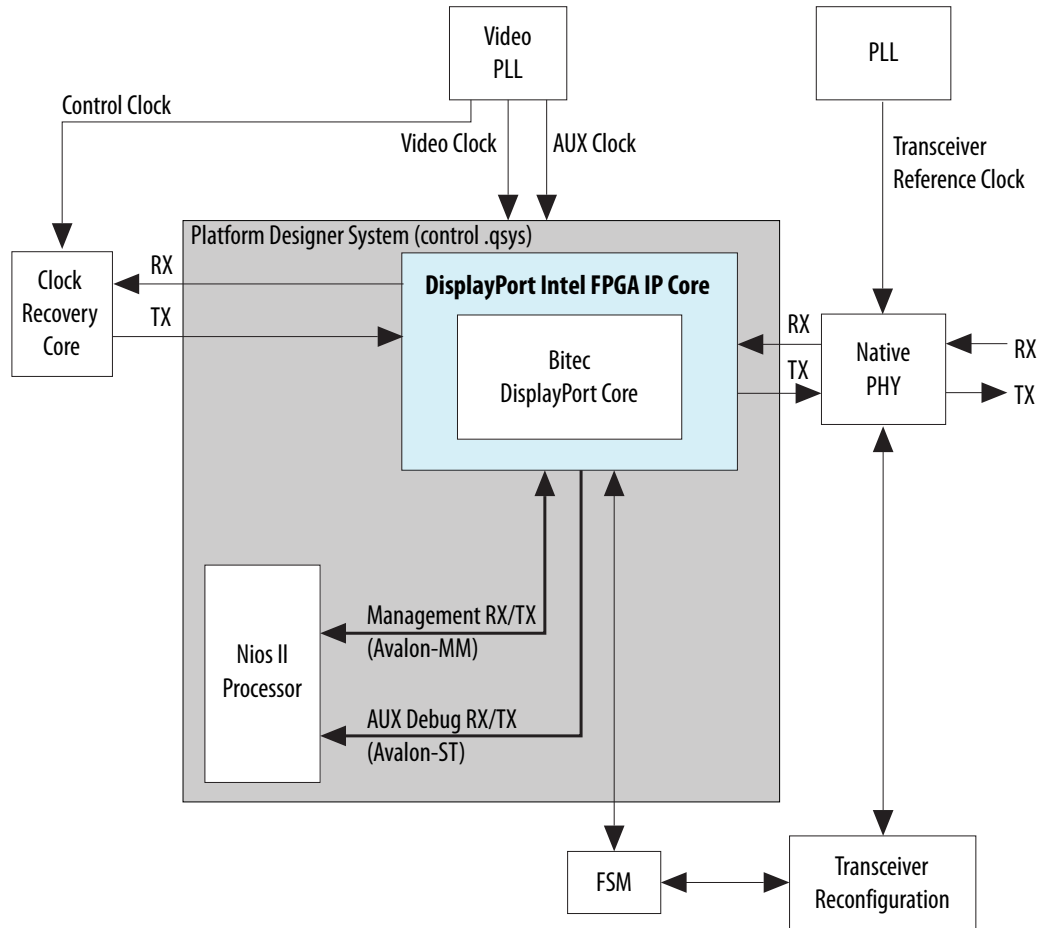 Video
PLL
PLL
Control Clock
Video Clock
AUX Clock
Transceiver
Reference Clock
Platform Designer System (control .qsys)
Clock
Recovery
Core
RX
TX
DisplayPort Intel FPGA IP Core
Bitec
DisplayPort Core
RX
TX
Native
PHY
RX
TX
Nios II
Processor
Management RX/TX
(Avalon-MM)
AUX Debug RX/TX
(Avalon-ST)
FSM
Transceiver
Reconfiguration